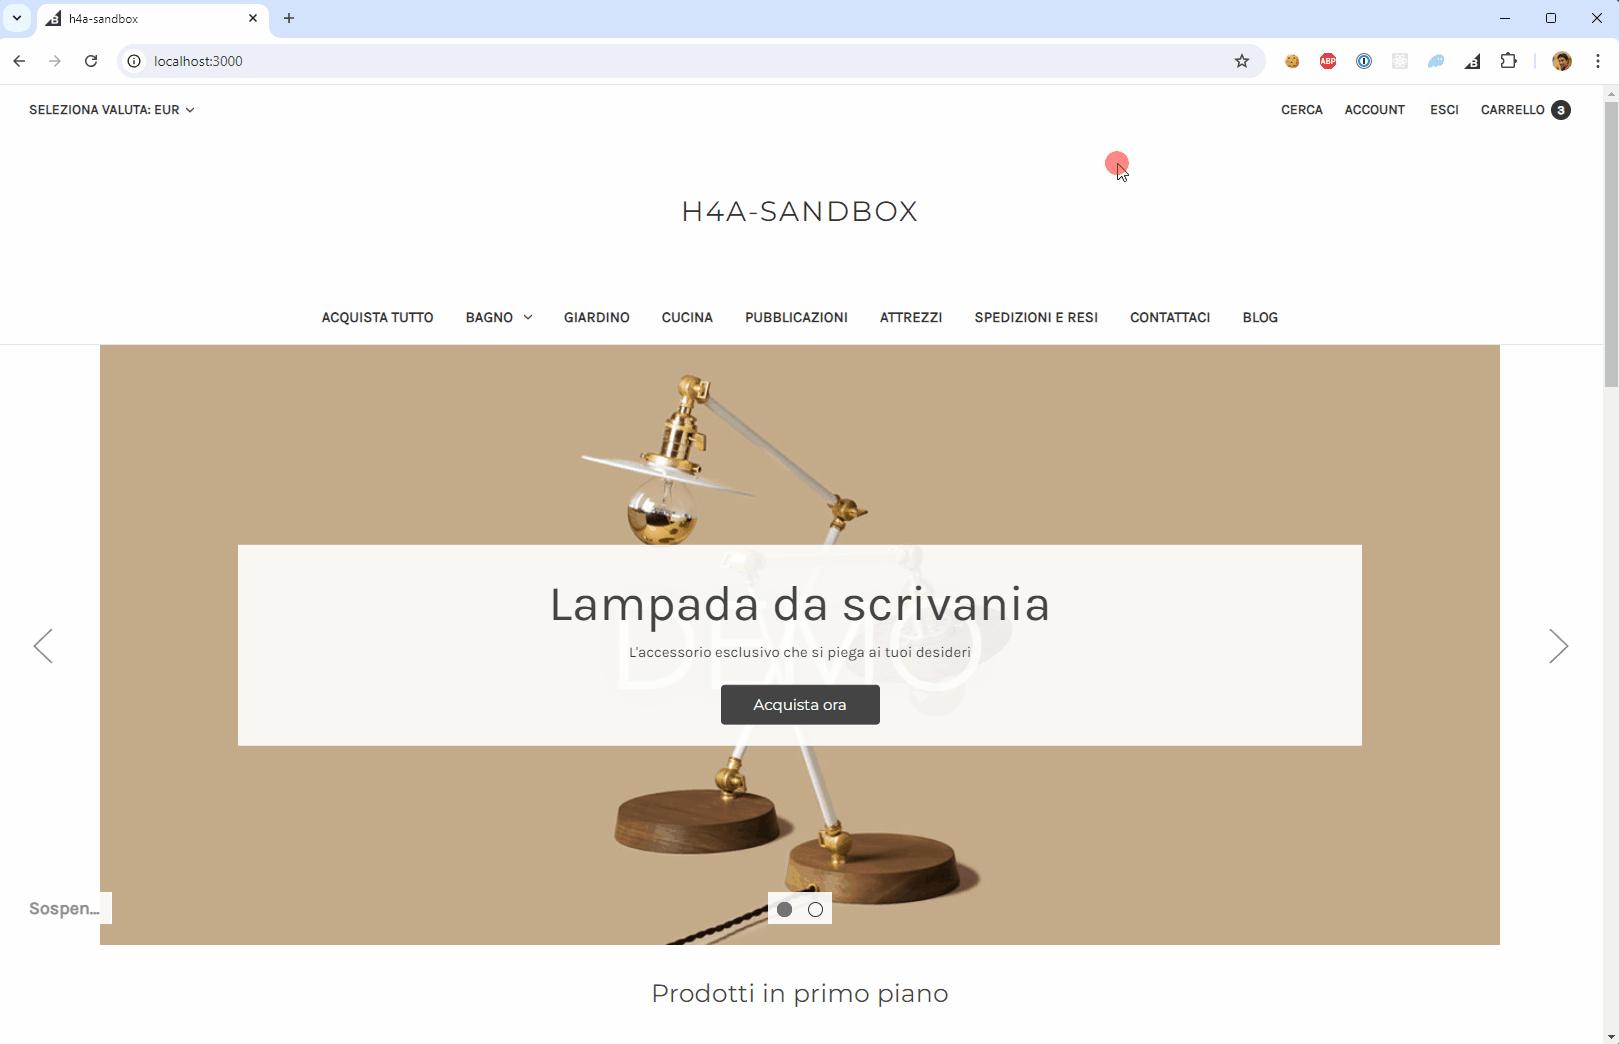 h4a-sandbox
localhost:3000
ABP
SELEZIONA VALUTA: EUR
CERCA ACCOUNT ESCI CARRELLO 3
H4A-SANDBOX
ACQUISTA TUTTO BAGNO GIARDINO CUCINA PUBBLICAZIONI ATTREZZI SPEDIZIONI E RESI CONTATTACI BLOG
Lampada da scrivania
DEMO
L'accessorio esclusivo che si piega ai tuoi desideri
Acquista ora
Sospen...
Prodotti in primo piano